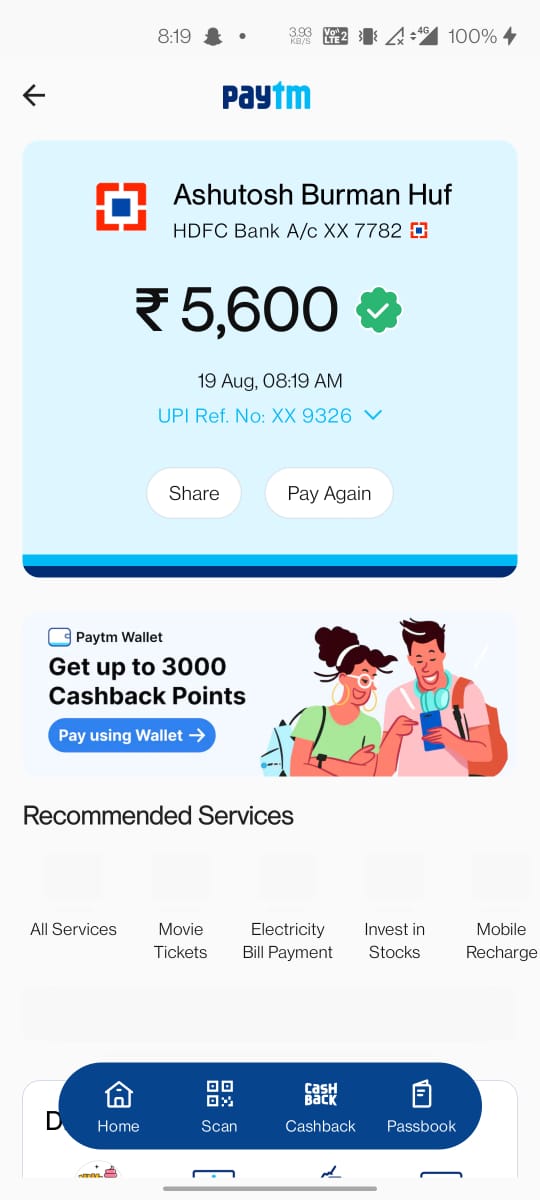 8:19
3.93
KB/S
Vo))
LTE 2
4G
100%
paytm
Ashutosh Burman Huf
HDFC Bank A/c XX 7782
₹ 5,600
19 Aug, 08:19 AM
UPI Ref. No: XX 9326
Share
Pay Again
Paytm Wallet
Get up to 3000
Cashback Points
Pay using Wallet →
Recommended Services
All Services
Movie
Tickets
Electricity
Bill Payment
Invest in
Stocks
Mobile
Recharge
D
CASH
BACK
Home
Scan
Cashback
Passbook